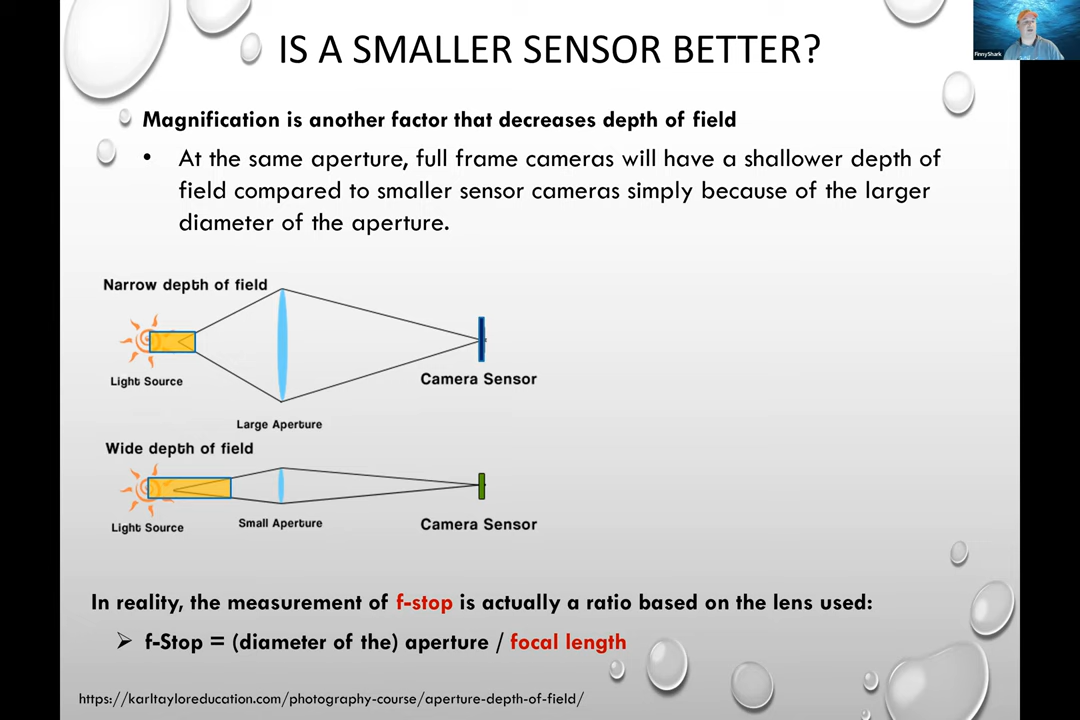 IS A SMALLER SENSOR BETTER?
FinnyShark
Magnification is another factor that decreases depth of field
• At the same aperture, full frame cameras will have a shallower depth of
field compared to smaller sensor cameras simply because of the larger
diameter of the aperture.
Narrow depth of field
Light Source
Camera Sensor
Large Aperture
Wide depth of field
Light Source
Small Aperture
Camera Sensor
In reality, the measurement of f-stop is actually a ratio based on the lens used:
➢ f-Stop = (diameter of the) aperture / focal length
https://karltayloreducation.com/photography-course/aperture-depth-of-field/